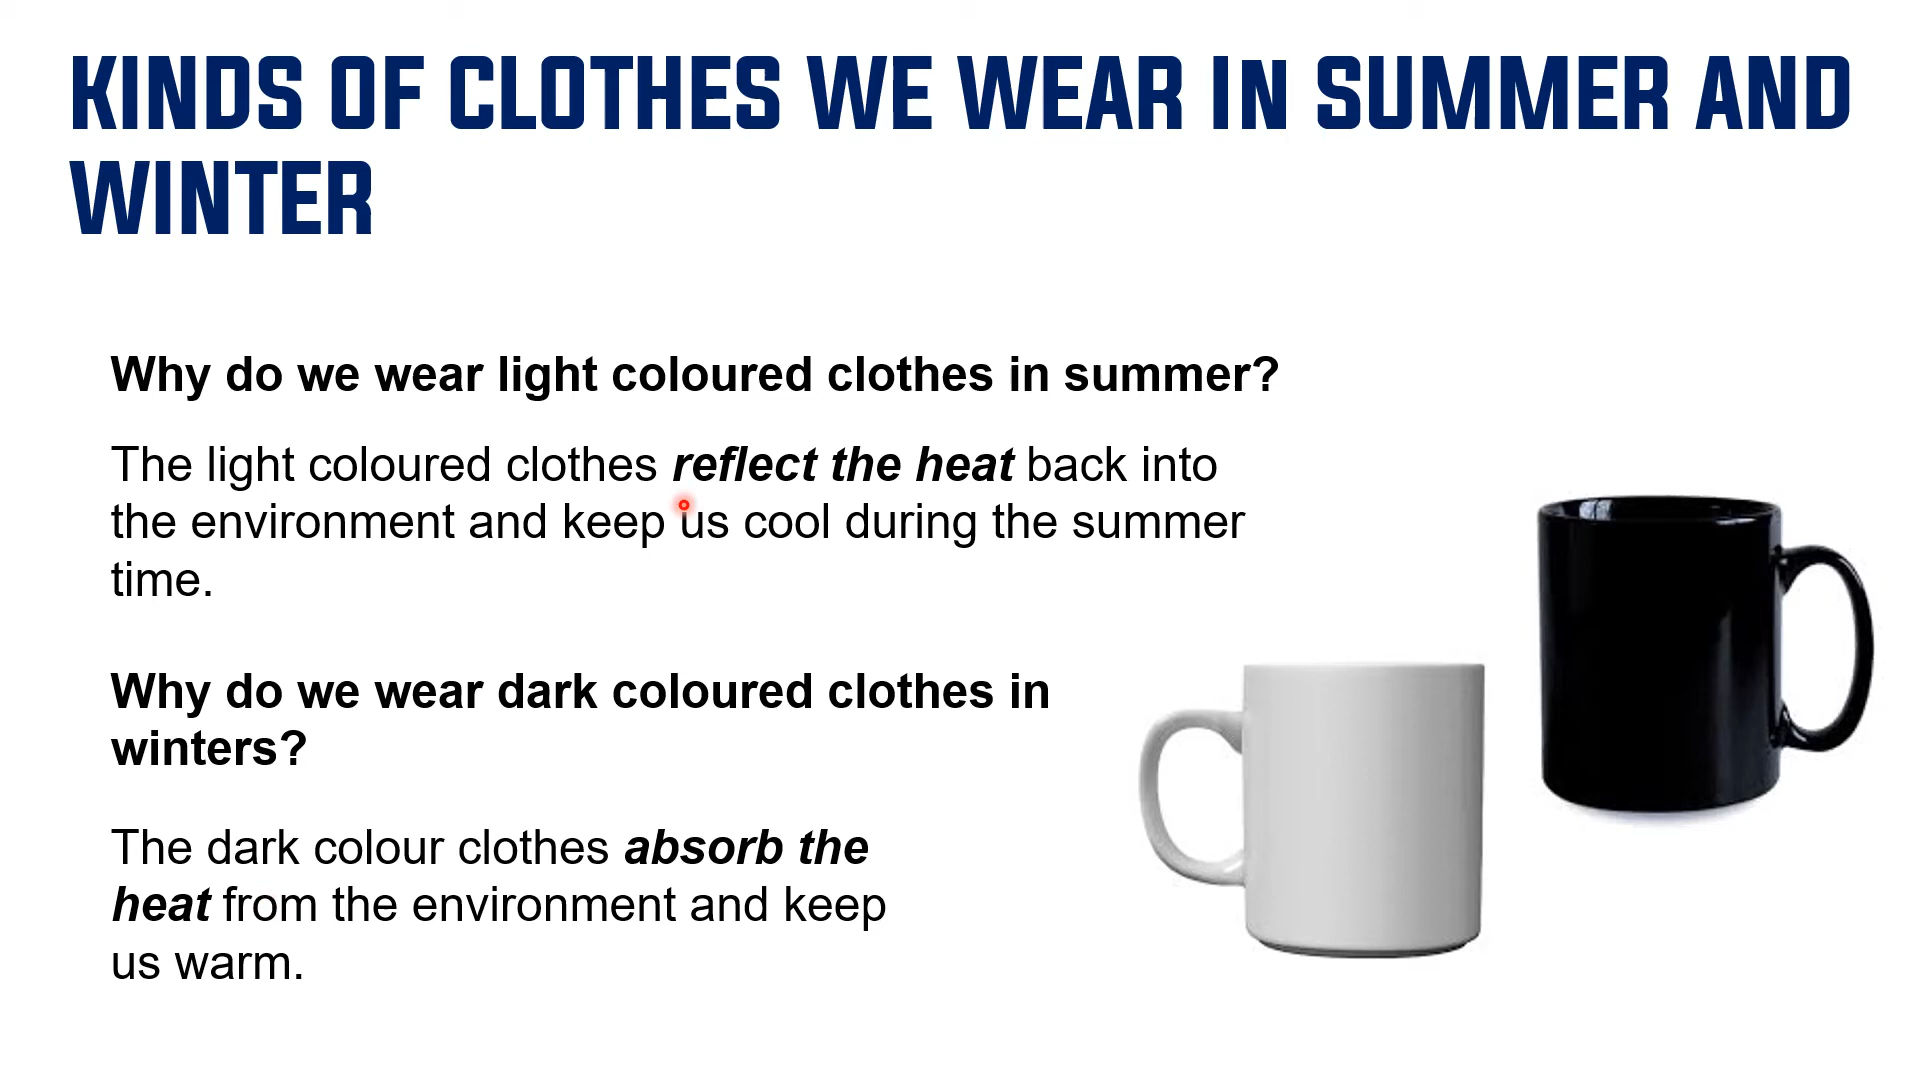 KINDS OF CLOTHES WE WEAR IN SUMMER AND
WINTER
Why do we wear light coloured clothes in summer?
The light coloured clothes reflect the heat back into
the environment and keep us cool during the summer
time.
Why do we wear dark coloured clothes in
winters?
The dark colour clothes absorb the
heat from the environment and keep
us warm.